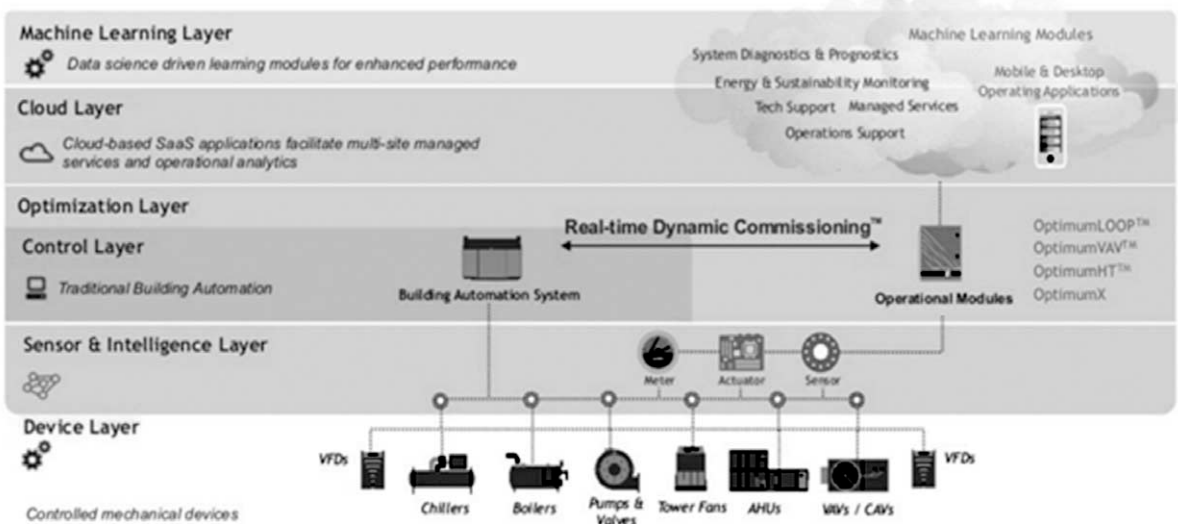 Machine Learning Layer
Data science driven learning modules for enhanced performance
Machine Learning Modules
System Diagnostics & Prognostics
Energy & Sustainability Monitoring
Mobile & Desktop
Operating Applications
Tech Support
Managed Services
Operations Support
Cloud Layer
Cloud-based SaaS applications facilitate multi-site managed
services and operational analytics
Optimization Layer
Real-time Dynamic Commissioning™
Control Layer
Traditional Building Automation
Building Automation System
Operational Modules
OptimumLOOP™
OptimumVAV™
OptimumHT™
OptimumX
Sensor & Intelligence Layer
Meter
Actuator
Sensor
Device Layer
VFDs
Chillers
Boilers
Pumps &
Valves
Tower Fans
AHUs
VAVs / CAVs
VFDs
Controlled mechanical devices